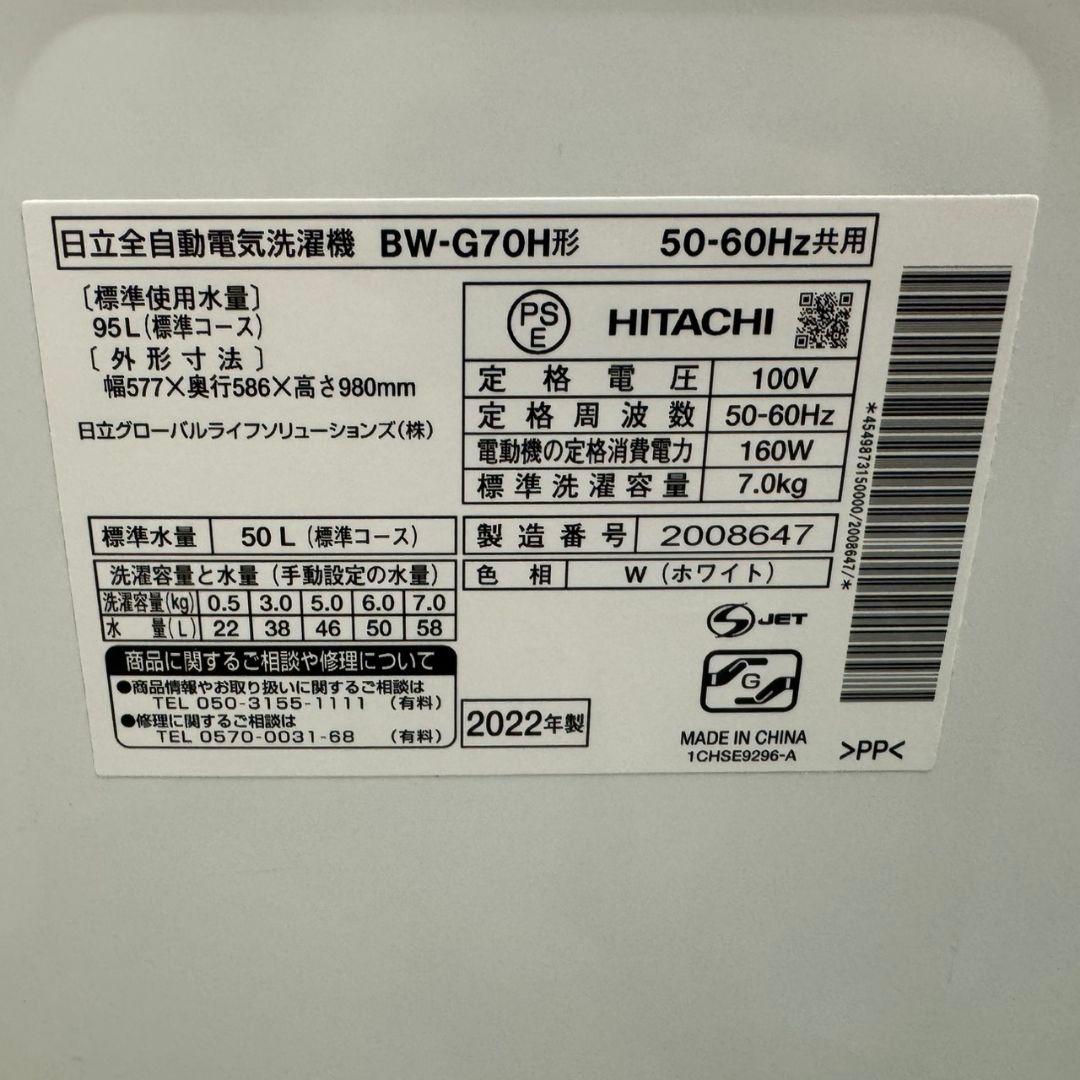 日立全自動電気洗濯機 BW-G70H形 50-60Hz共用
〔標準使用水量〕
95L(標準コース)
〔外形寸法〕
幅577×奥行586×高さ980mm
日立グローバルライフソリューションズ(株)
PS
E
HITACHI
定格電圧 100V
定格周波数 50-60Hz
電動機の定格消費電力 160W
標準洗濯容量 7.0kg
標準水量 50L(標準コース)
洗濯容量と水量(手動設定の水量)
洗濯容量(kg) 0.5 3.0 5.0 6.0 7.0
水量(L) 22 38 46 50 58
製造番号 2008647
色相 W(ホワイト)
商品に関するご相談や修理について
●商品情報やお取り扱いに関するご相談は
TEL 050-3155-1111 (有料)
●修理に関するご相談は
TEL 0570-0031-68 (有料)
2022年製
S JET
G
MADE IN CHINA
1CHSE9296-A
>PP<
*4549873150000/2008647/*